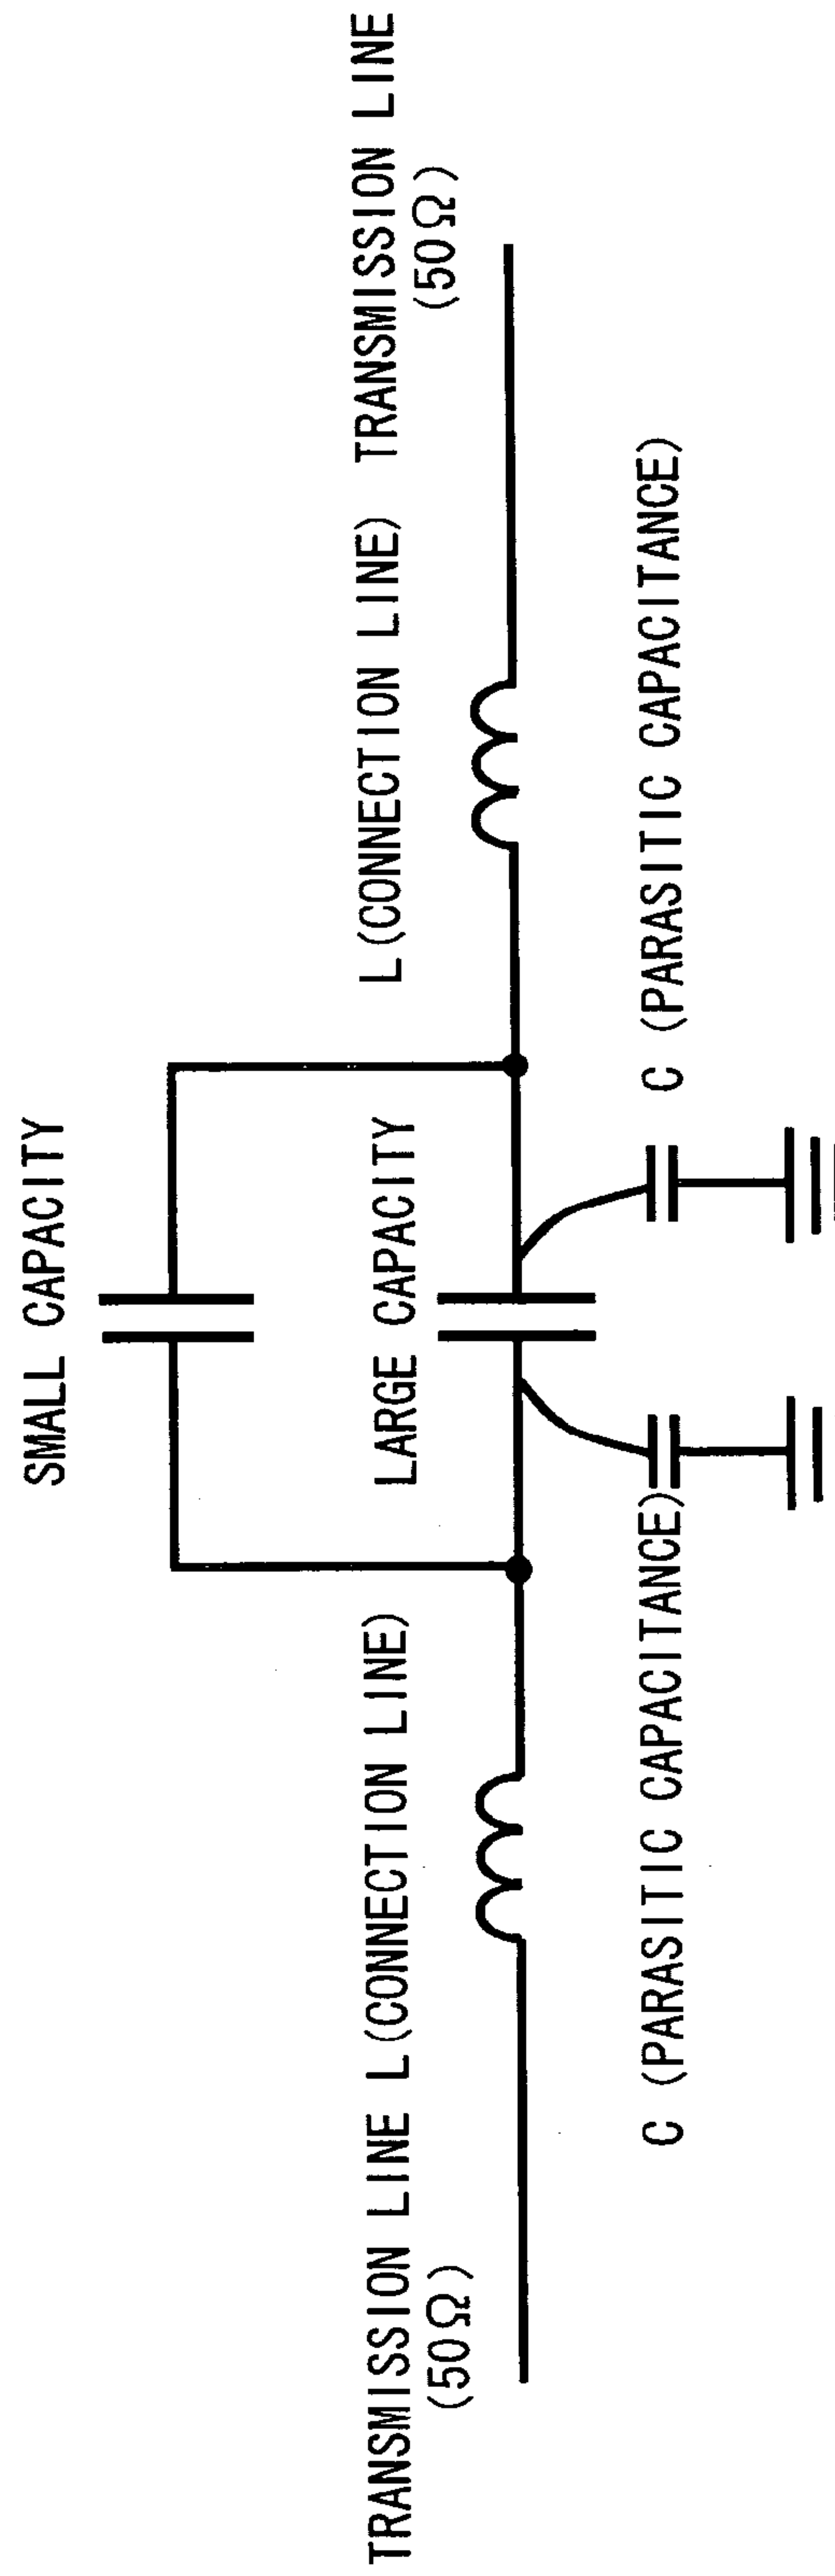 SMALL CAPACITY
TRANSMISSION LINE L(CONNECTION LINE)
(50Ω)
LARGE CAPACITY
L(CONNECTION LINE) TRANSMISSION LINE
(50Ω)
C (PARASITIC CAPACITANCE)
C (PARASITIC CAPACITANCE)